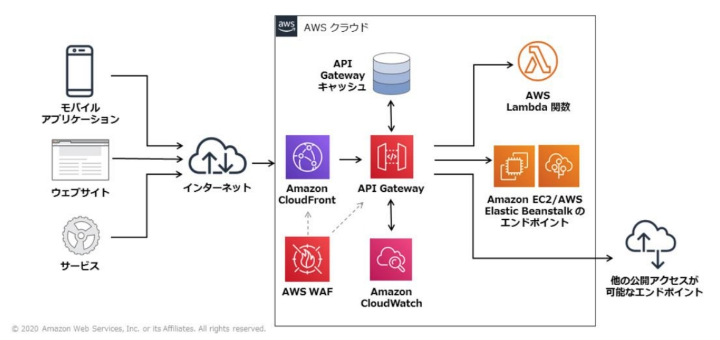 aws
AWS クラウド
API
Gateway
キャッシュ
モバイル
アプリケーション
AWS
Lambda 関数
ウェブサイト
インターネット
Amazon
CloudFront
API Gateway
Amazon EC2/AWS
Elastic Beanstalk の
エンドポイント
サービス
AWS WAF
Amazon
CloudWatch
他の公開アクセスが
可能なエンドポイント
© 2020 Amazon Web Services, Inc. or its Affiliates. All rights reserved.